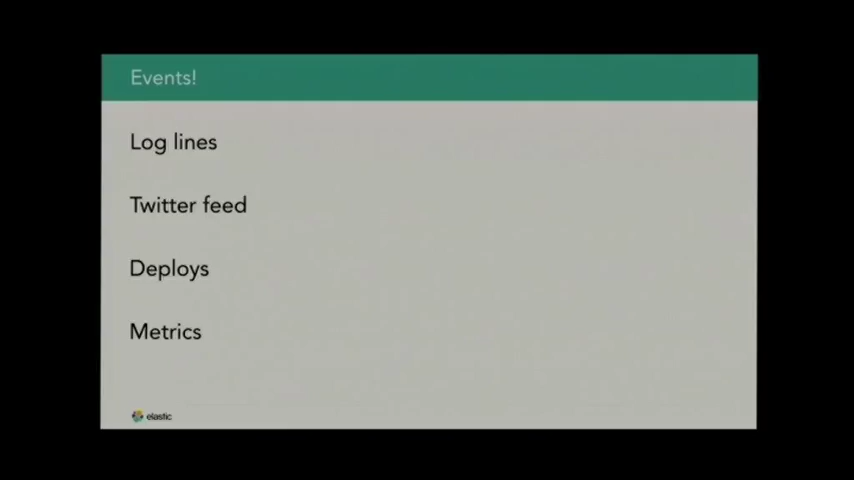 Events!
Log lines
Twitter feed
Deploys
Metrics
elastic